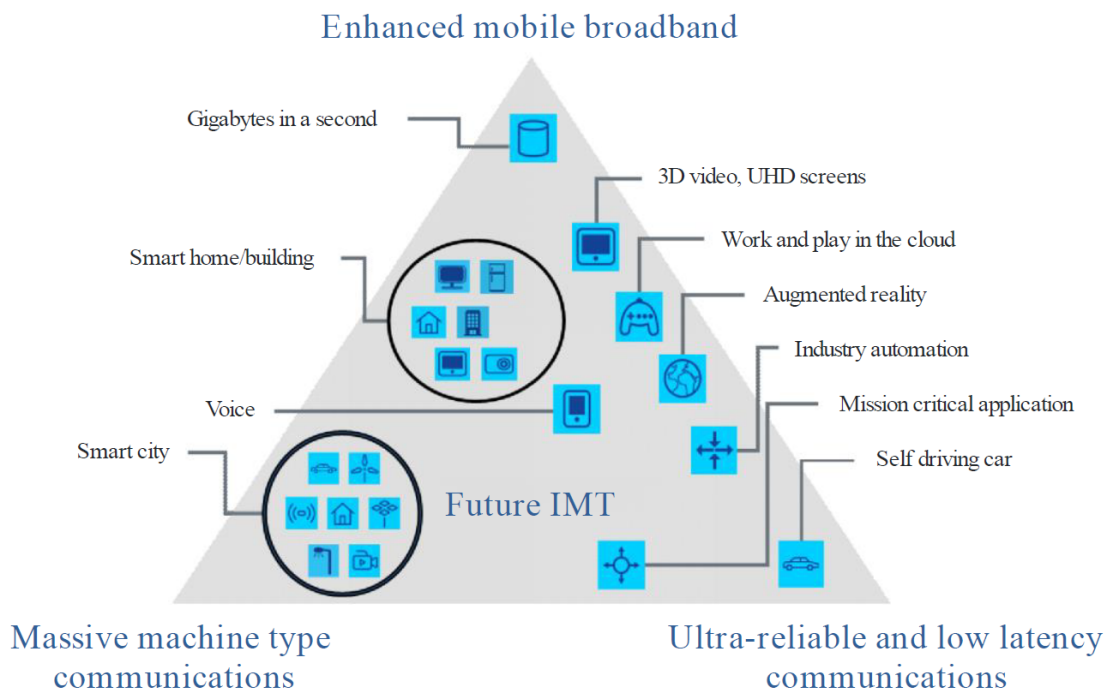 Enhanced mobile broadband
Gigabytes in a second
3D video, UHD screens
Work and play in the cloud
Smart home/building
Augmented reality
Industry automation
Voice
Mission critical application
Smart city
Self driving car
Future IMT
Massive machine type
communications
Ultra-reliable and low latency
communications